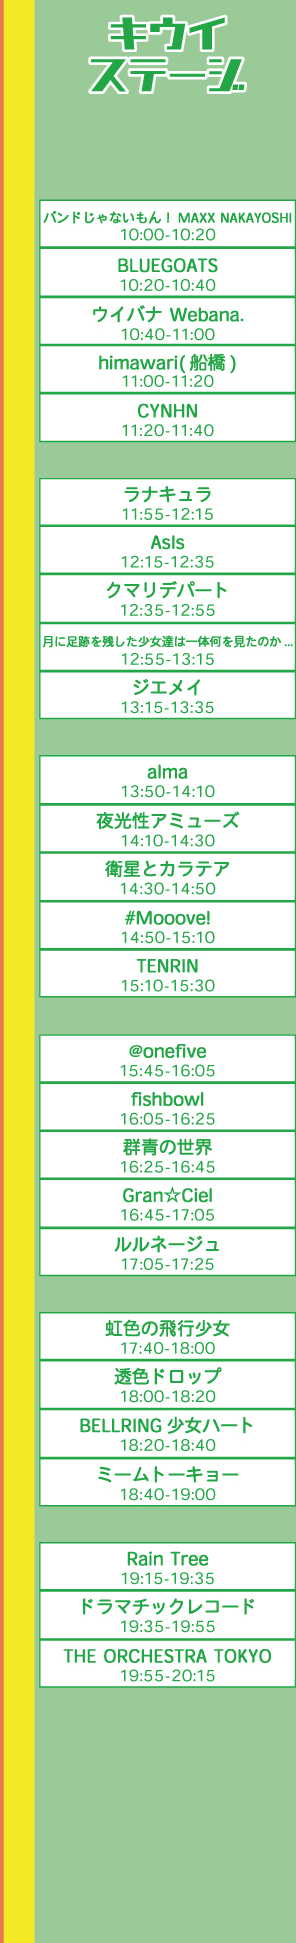 キウイ
ステージ
バンドじゃないもん！ MAXX NAKAYOSHI
10:00-10:20
BLUEGOATS
10:20-10:40
ウイバナ Webana.
10:40-11:00
himawari(船橋)
11:00-11:20
CYNHN
11:20-11:40
ラナキュラ
11:55-12:15
AsIs
12:15-12:35
クマリデパート
12:35-12:55
月に足跡を残した少女達は一体何を見たのか...
12:55-13:15
ジエメイ
13:15-13:35
alma
13:50-14:10
夜光性アミューズ
14:10-14:30
衛星とカラテア
14:30-14:50
#Mooove!
14:50-15:10
TENRIN
15:10-15:30
@onefive
15:45-16:05
fishbowl
16:05-16:25
群青の世界
16:25-16:45
Gran☆Ciel
16:45-17:05
ルルネージュ
17:05-17:25
虹色の飛行少女
17:40-18:00
透色ドロップ
18:00-18:20
BELLRING 少女ハート
18:20-18:40
ミームトーキョー
18:40-19:00
Rain Tree
19:15-19:35
ドラマチックレコード
19:35-19:55
THE ORCHESTRA TOKYO
19:55-20:15